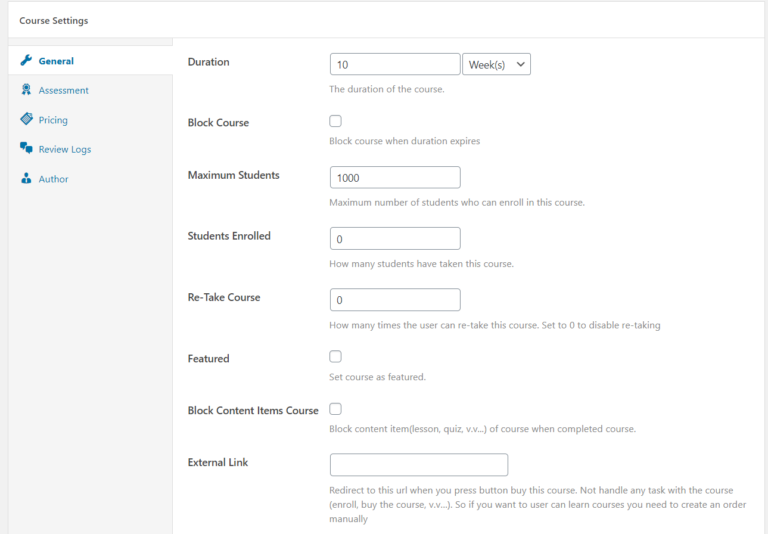 Course Settings
General
Assessment
Pricing
Review Logs
Author
Duration
10
Week(s)
The duration of the course.
Block Course
Block course when duration expires
Maximum Students
1000
Maximum number of students who can enroll in this course.
Students Enrolled
0
How many students have taken this course.
Re-Take Course
0
How many times the user can re-take this course. Set to 0 to disable re-taking
Featured
Set course as featured.
Block Content Items Course
Block content item(lesson, quiz, v.v...) of course when completed course.
External Link
Redirect to this url when you press button buy this course. Not handle any task with the course
(enroll, buy the course, v.v...). So if you want to user can learn courses you need to create an order
manually